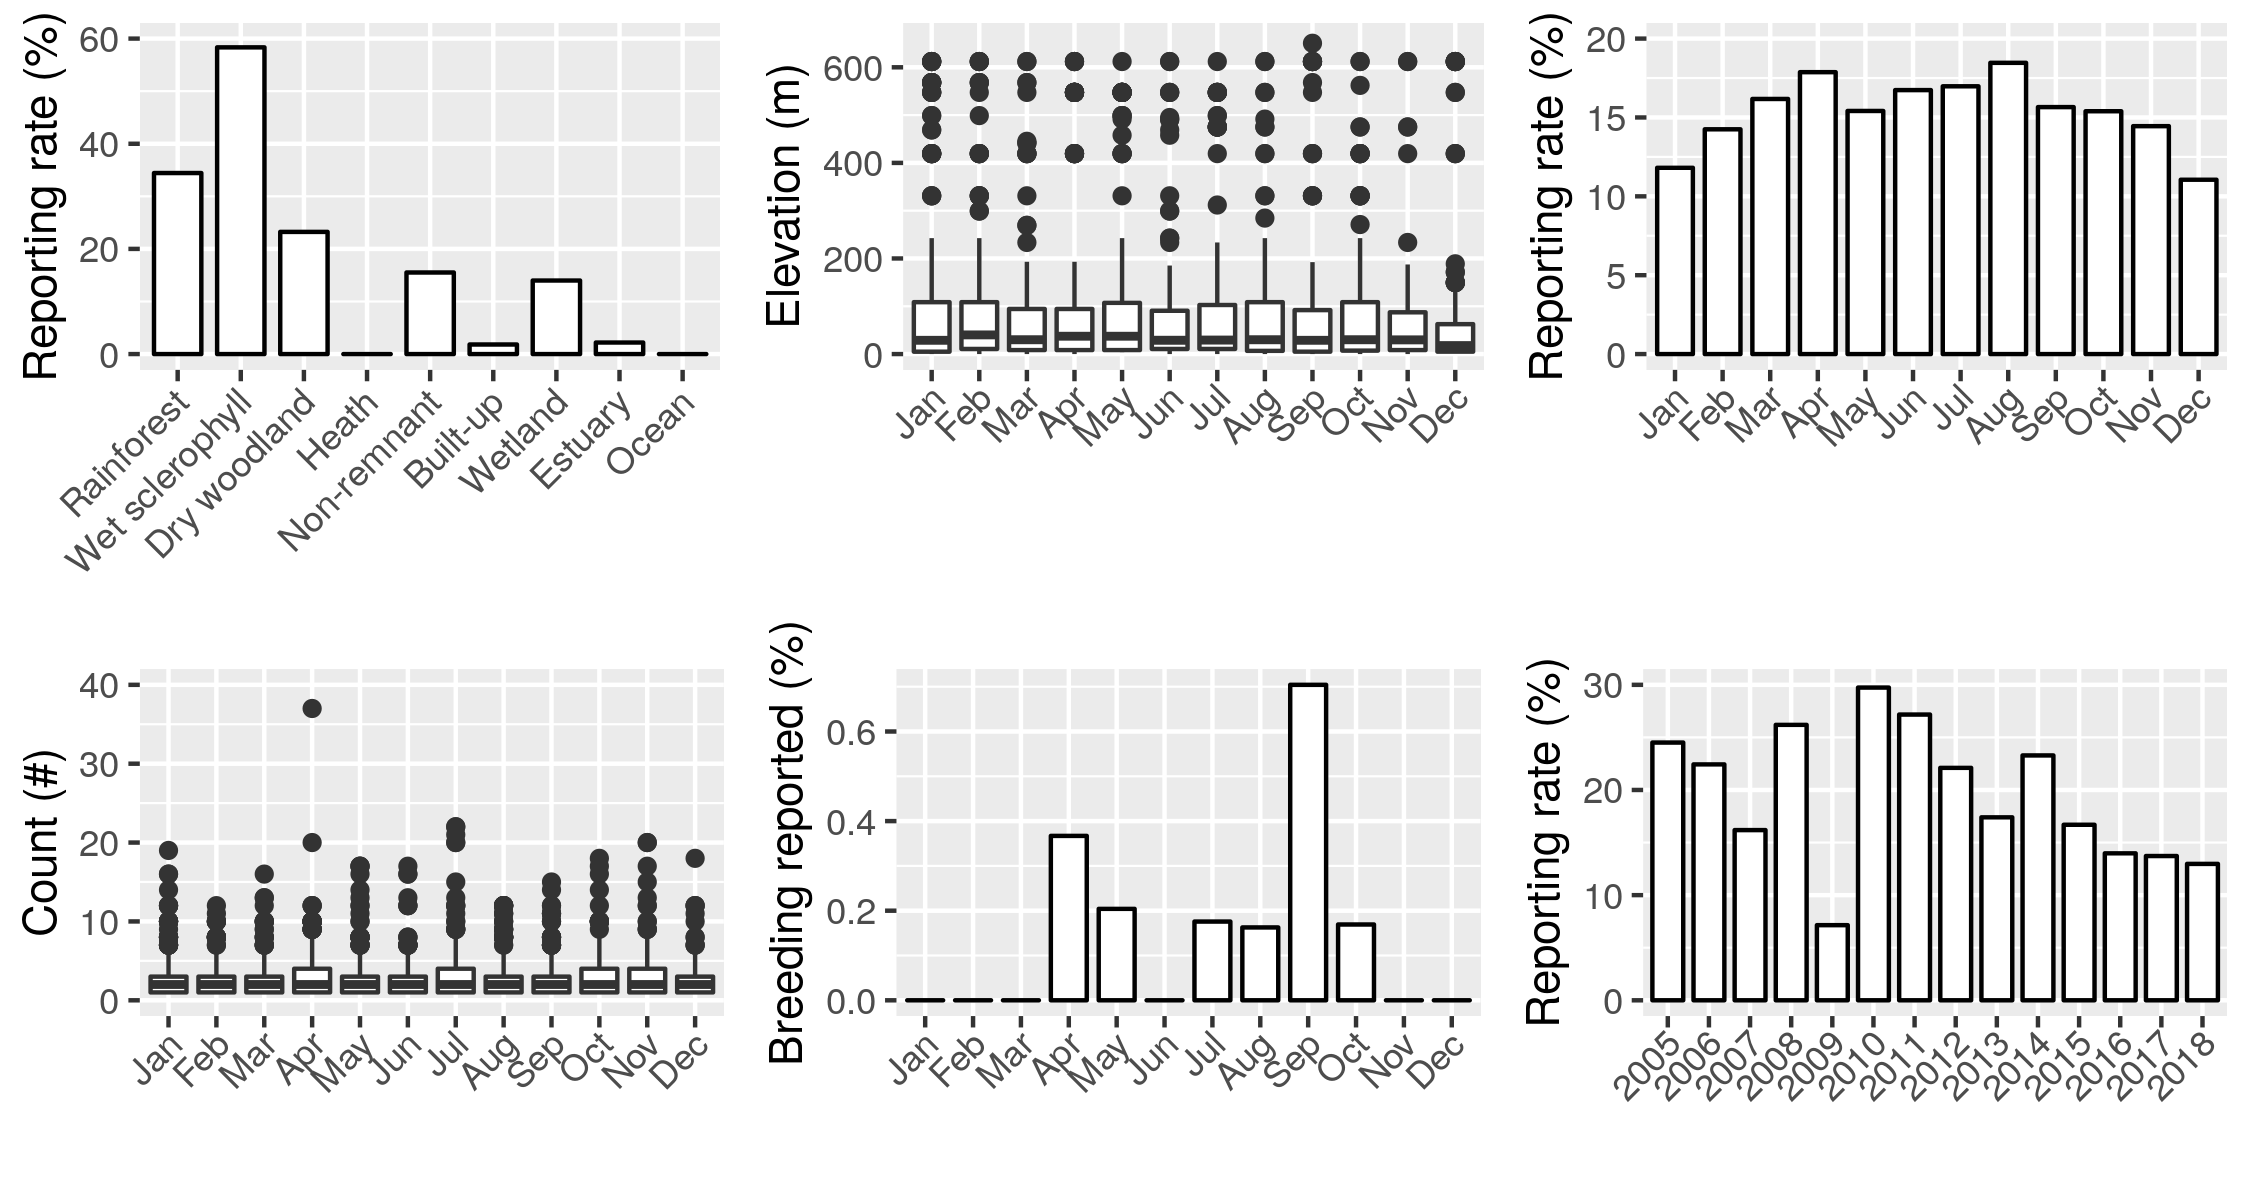 Reporting rate (%)
60
40
20
0
Rainforest
Wet sclerophyll
Dry woodland
Heath
Non-remnant
Built-up
Wetland
Estuary
Ocean
Elevation (m)
600
400
200
0
Jan
Feb
Mar
Apr
May
Jun
Jul
Aug
Sep
Oct
Nov
Dec
Reporting rate (%)
20
15
10
5
0
Jan
Feb
Mar
Apr
May
Jun
Jul
Aug
Sep
Oct
Nov
Dec
Count (#)
40
30
20
10
0
Jan
Feb
Mar
Apr
May
Jun
Jul
Aug
Sep
Oct
Nov
Dec
Breeding reported (%)
0.6
0.4
0.2
0.0
Jan
Feb
Mar
Apr
May
Jun
Jul
Aug
Sep
Oct
Nov
Dec
Reporting rate (%)
30
20
10
0
2005
2006
2007
2008
2009
2010
2011
2012
2013
2014
2015
2016
2017
2018